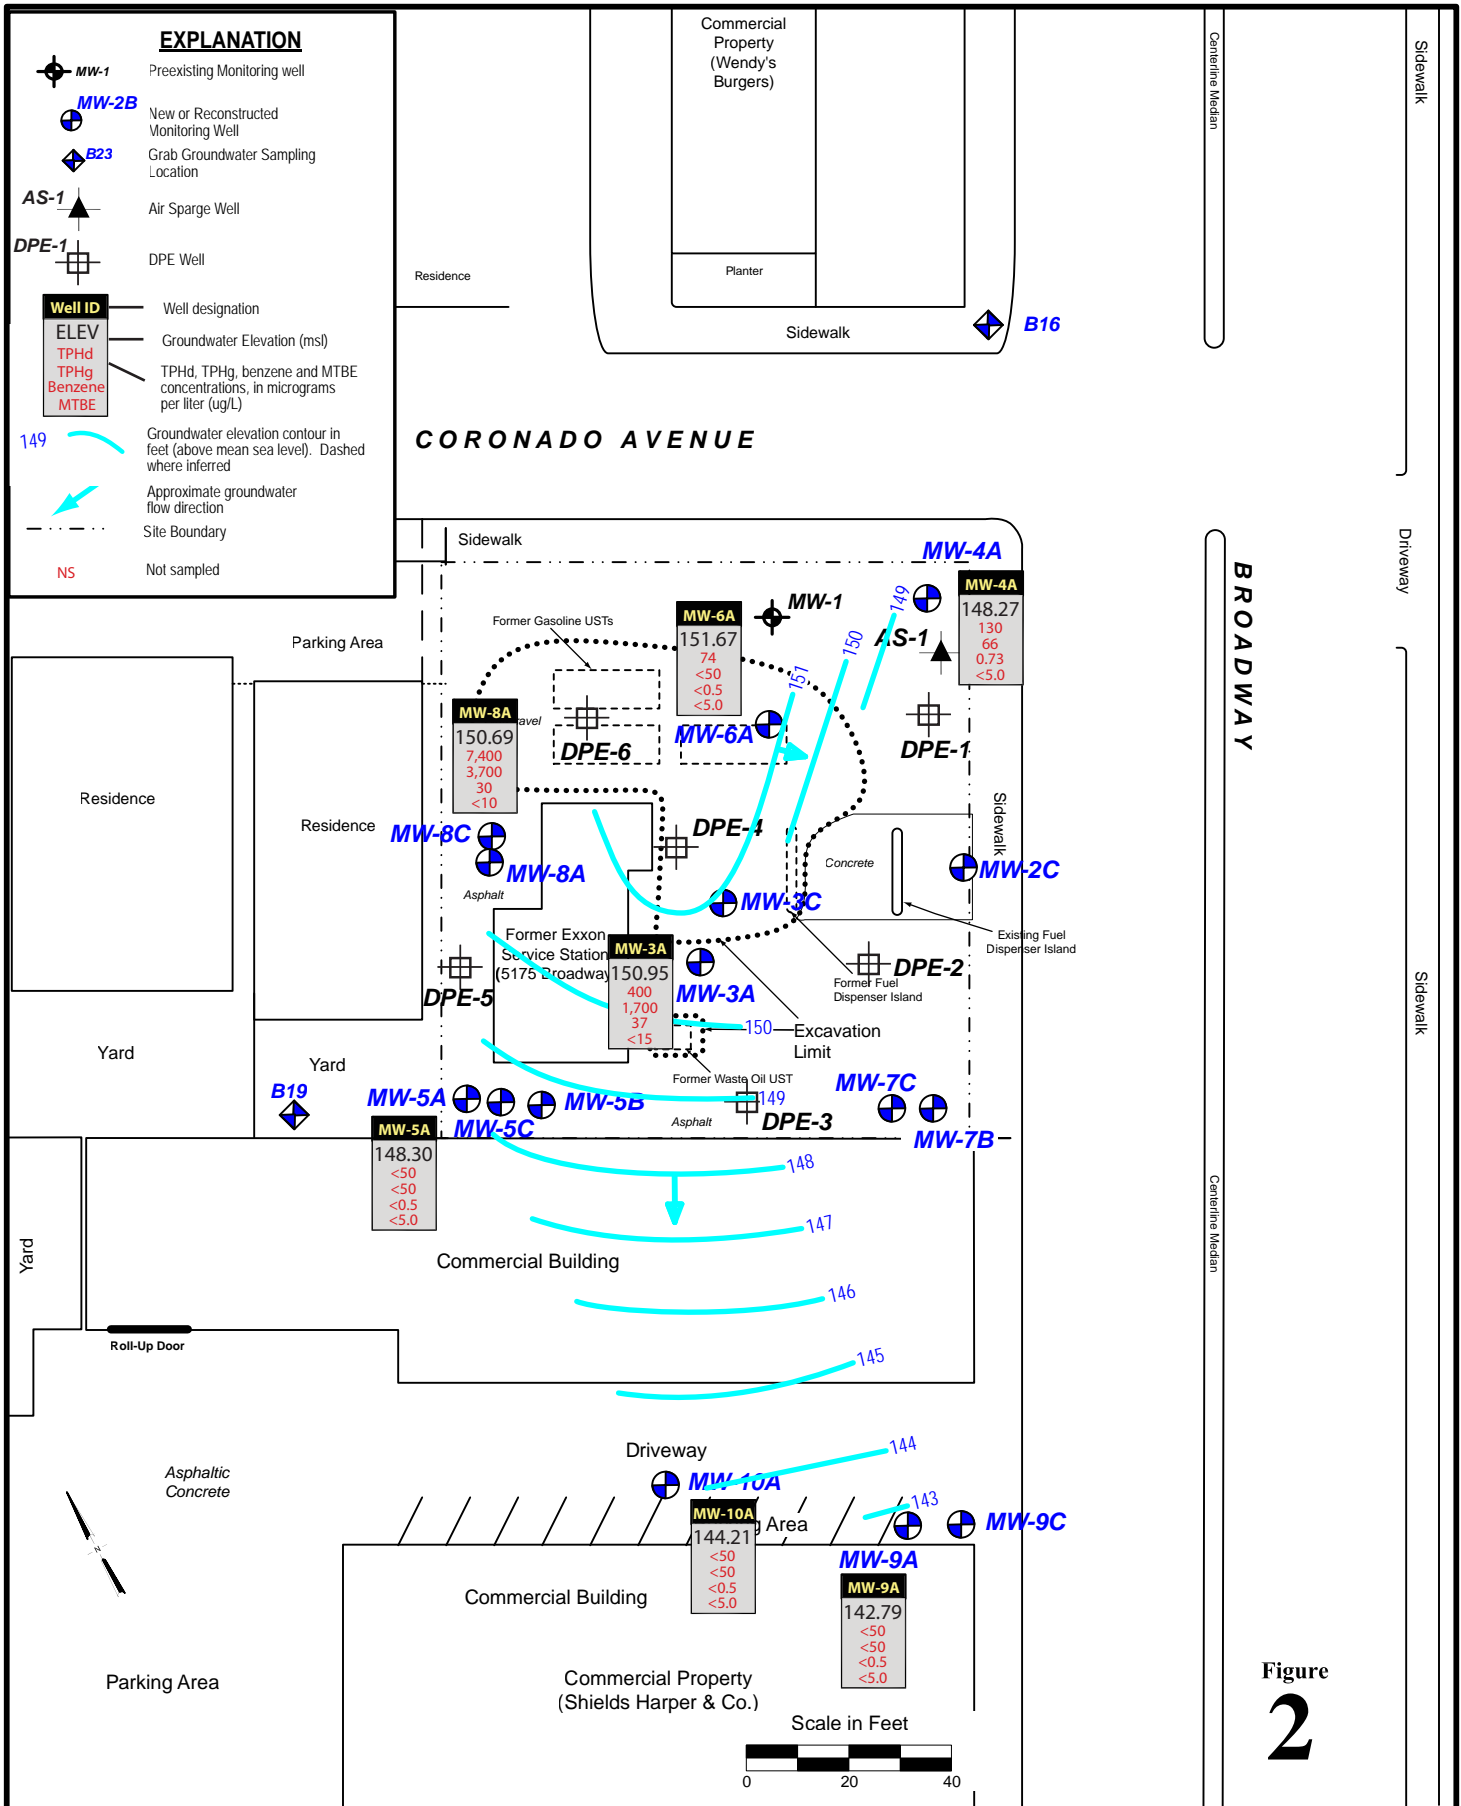 EXPLANATION
MW-1
Preexisting Monitoring well
MW-2B
New or Reconstructed
Monitoring Well
B23
Grab Groundwater Sampling
Location
AS-1
Air Sparge Well
DPE-1
DPE Well
Well ID
Well designation
ELEV
Groundwater Elevation (msl)
TPHd
TPHg
Benzene
MTBE
TPHd, TPHg, benzene and MTBE
concentrations, in micrograms
per liter (ug/L)
149
Groundwater elevation contour in
feet (above mean sea level). Dashed
where inferred
Approximate groundwater
flow direction
Site Boundary
NS
Not sampled
Commercial
Property
(Wendy's
Burgers)
Centerline Median
Sidewalk
Residence
Planter
Sidewalk
B16
CORONADO AVENUE
Sidewalk
Driveway
BROADWAY
MW-4A
MW-4A
148.27
130
66
0.73
<5.0
149
150
151
AS-1
MW-1
MW-6A
151.67
74
<50
<0.5
<5.0
Former Gasoline USTs
Parking Area
MW-8A
150.69
7,400
3,700
30
<10
avel
DPE-6
MW-6A
DPE-1
Residence
Residence
MW-8C
MW-8A
Asphalt
DPE-4
Concrete
Sidewalk
MW-2C
MW-3C
Existing Fuel
Dispenser Island
Former Exxon
Service Station
(5175 Broadway
MW-3A
150.95
400
1,700
37
<15
MW-3A
DPE-2
Former Fuel
Dispenser Island
DPE-5
Sidewalk
150
Excavation
Limit
Yard
Yard
Former Waste Oil UST
B19
MW-5A
MW-5C
MW-5B
149
DPE-3
Asphalt
MW-7C
MW-7B
MW-5A
148.30
<50
<50
<0.5
<5.0
148
147
Centerline Median
Yard
Commercial Building
146
Roll-Up Door
145
Driveway
144
Asphaltic
Concrete
MW-10A
143
MW-10A
144.21
<50
<50
<0.5
<5.0
g Area
MW-9C
MW-9A
MW-9A
142.79
<50
<50
<0.5
<5.0
N
Commercial Building
Parking Area
Commercial Property
(Shields Harper & Co.)
Scale in Feet
0
20
40
Figure
2